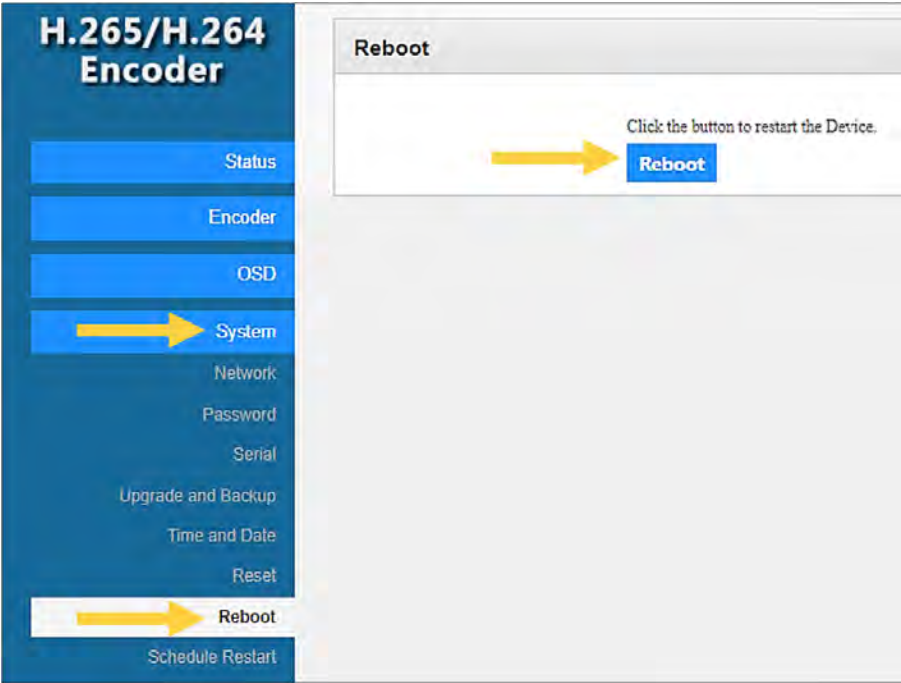 H.265/H.264
Encoder
Status
Encoder
OSD
System
Network
Password
Serial
Upgrade and Backup
Time and Date
Reset
Reboot
Schedule Restart
Reboot
Click the button to restart the Device.
Reboot